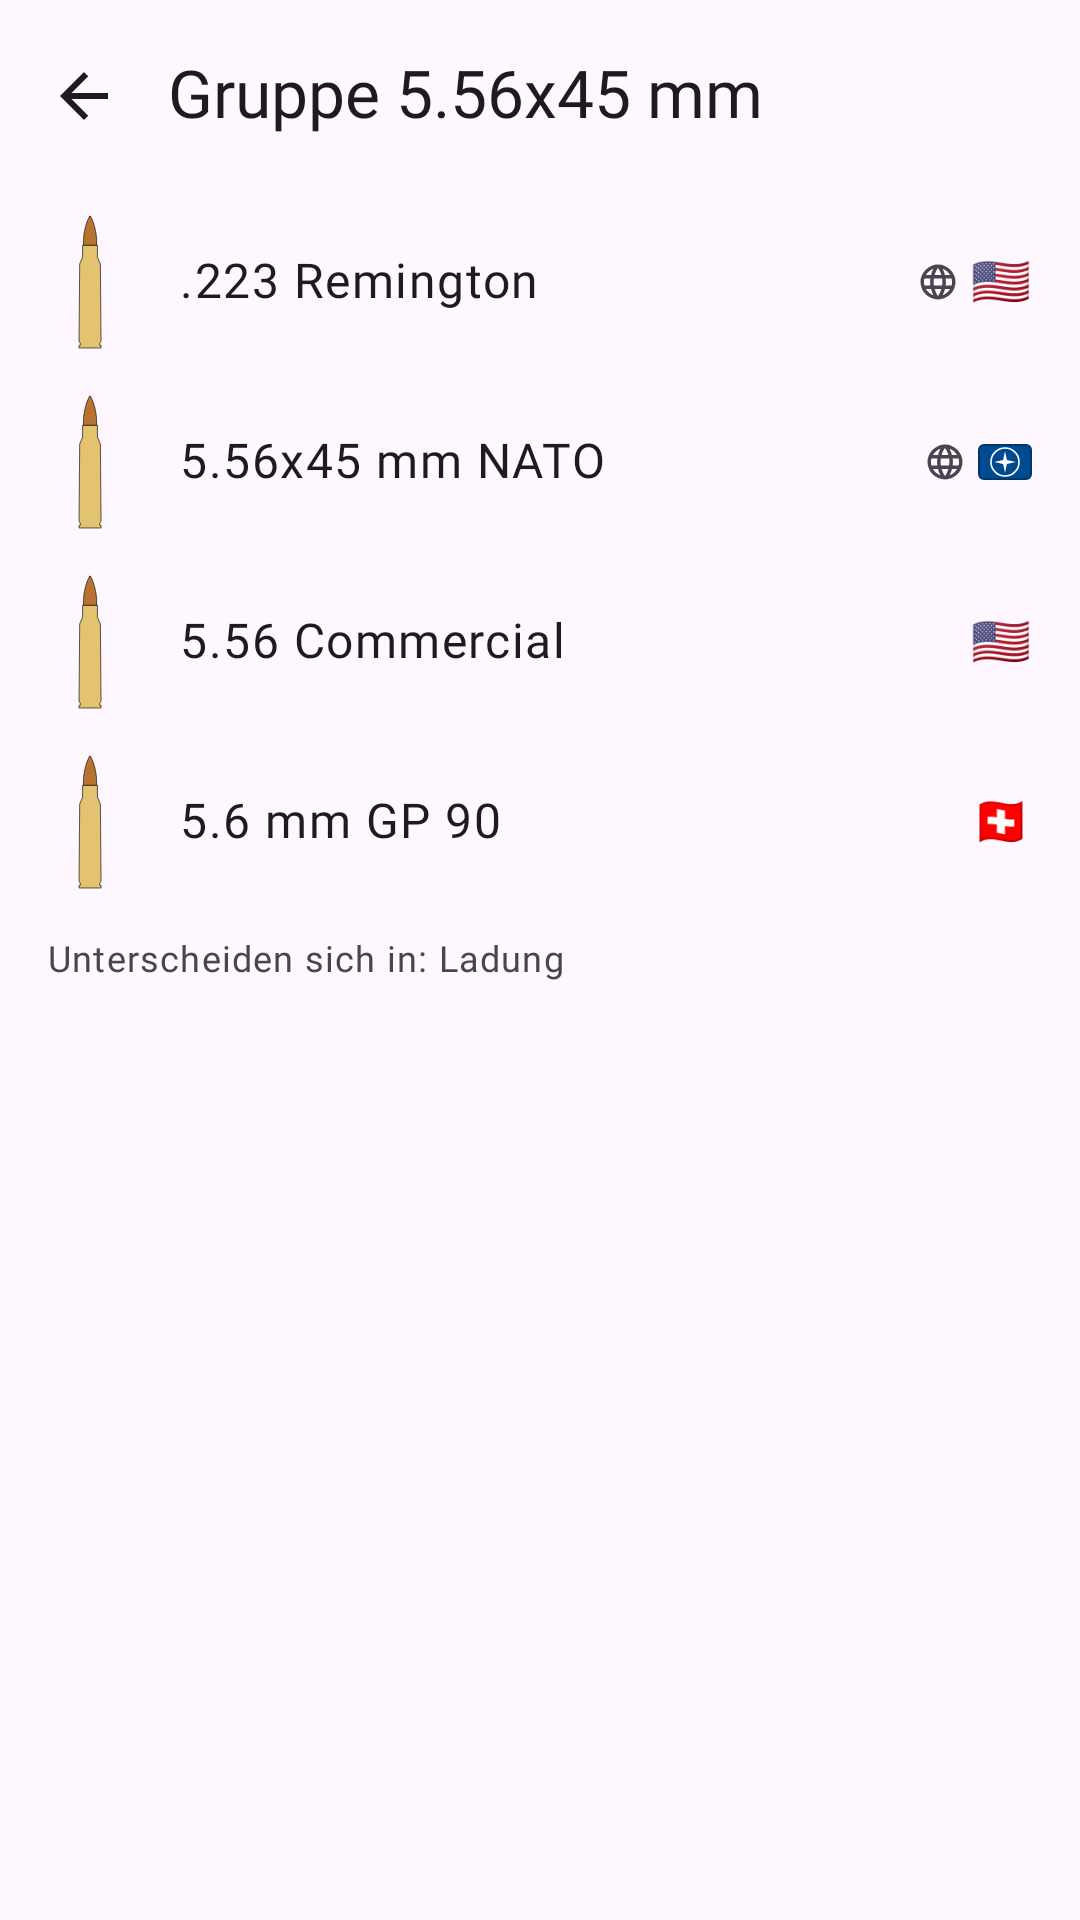 Gruppe 5.56x45 mm
.223 Remington
5.56x45 mm NATO
5.56 Commercial
5.6 mm GP 90
Unterscheiden sich in: Ladung